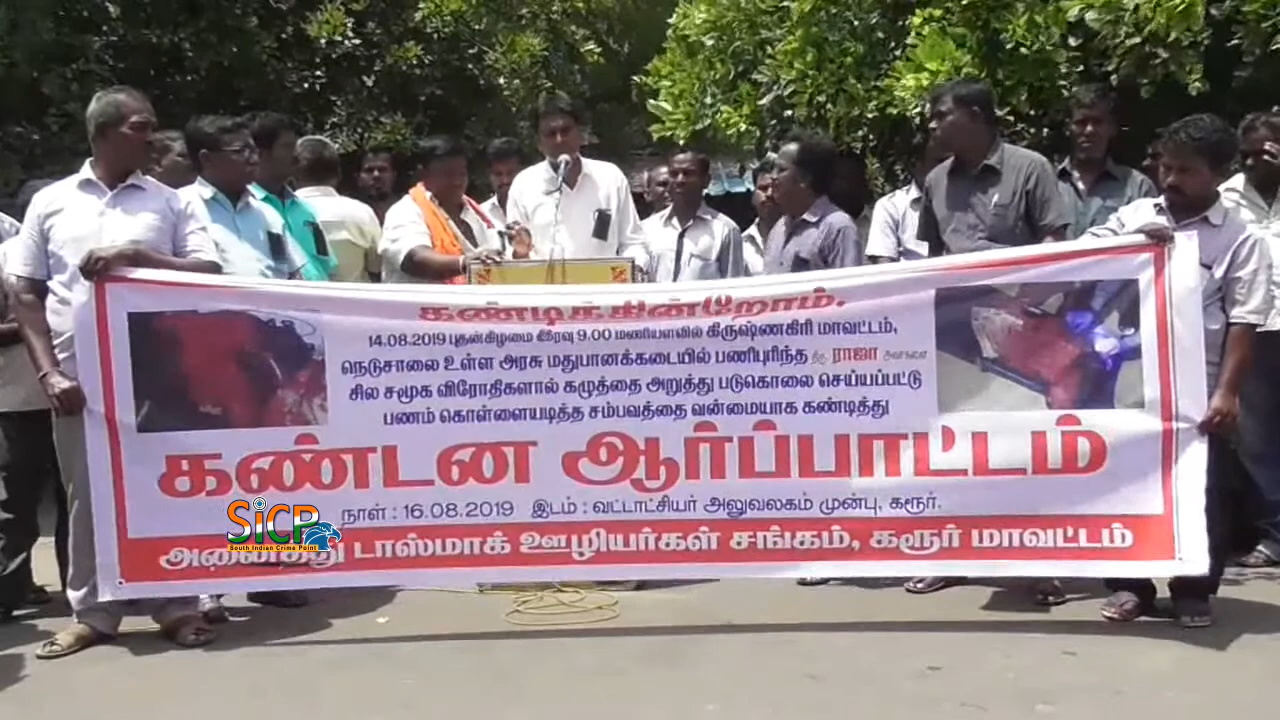 கண்டிக்கின்றோம்.
14.08.2019 புதன்கிழமை இரவு 9.00 மணியளவில் கிருஷ்ணகிரி மாவட்டம்,
நெடுசாலை உள்ள அரசு மதுபானக்கடையில் பணிபுரிந்த திரு. ராஜா அவர்களை
சில சமூக விரோதிகளால் கழுத்தை அறுத்து படுகொலை செய்யப்பட்டு
பணம் கொள்ளையடித்த சம்பவத்தை வன்மையாக கண்டித்து
கண்டன ஆர்ப்பாட்டம்
நாள் : 16.08.2019 இடம் : வட்டாட்சியர் அலுவலகம் முன்பு, கரூர்.
SiCP
South Indian Crime Point
அனைத்து டாஸ்மாக் ஊழியர்கள் சங்கம், கரூர் மாவட்டம்